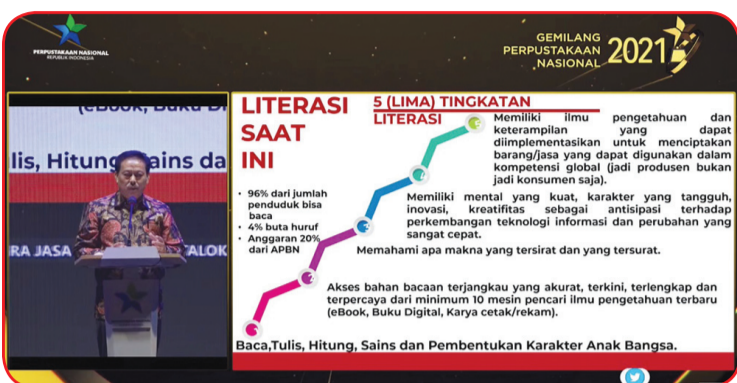 PERPUSTAKAAN NASIONAL
REPUBLIK INDONESIA
GEMILANG
PERPUSTAKAAN
NASIONAL
2021
(eBook, Buku Di
lis, Hitung, Sains da
RA JASA
TALOK
LITERASI
SAAT
INI
• 96% dari jumlah
penduduk bisa
baca
• 4% buta huruf
• Anggaran 20%
dari APBN
5 (LIMA) TINGKATAN
LITERASI
Memiliki ilmu pengetahuan dan
keterampilan yang dapat
diimplementasikan untuk menciptakan
barang/jasa yang dapat digunakan dalam
kompetensi global (jadi produsen bukan
jadi konsumen saja).
Memiliki mental yang kuat, karakter yang tangguh,
inovasi, kreatifitas sebagai antisipasi terhadap
perkembangan teknologi informasi dan perubahan yang
sangat cepat.
Memahami apa makna yang tersirat dan yang tersurat.
Akses bahan bacaan terjangkau yang akurat, terkini, terlengkap dan
terpercaya dari minimum 10 mesin pencari ilmu pengetahuan terbaru
(eBook, Buku Digital, Karya cetak/rekam).
Baca,Tulis, Hitung, Sains dan Pembentukan Karakter Anak Bangsa.